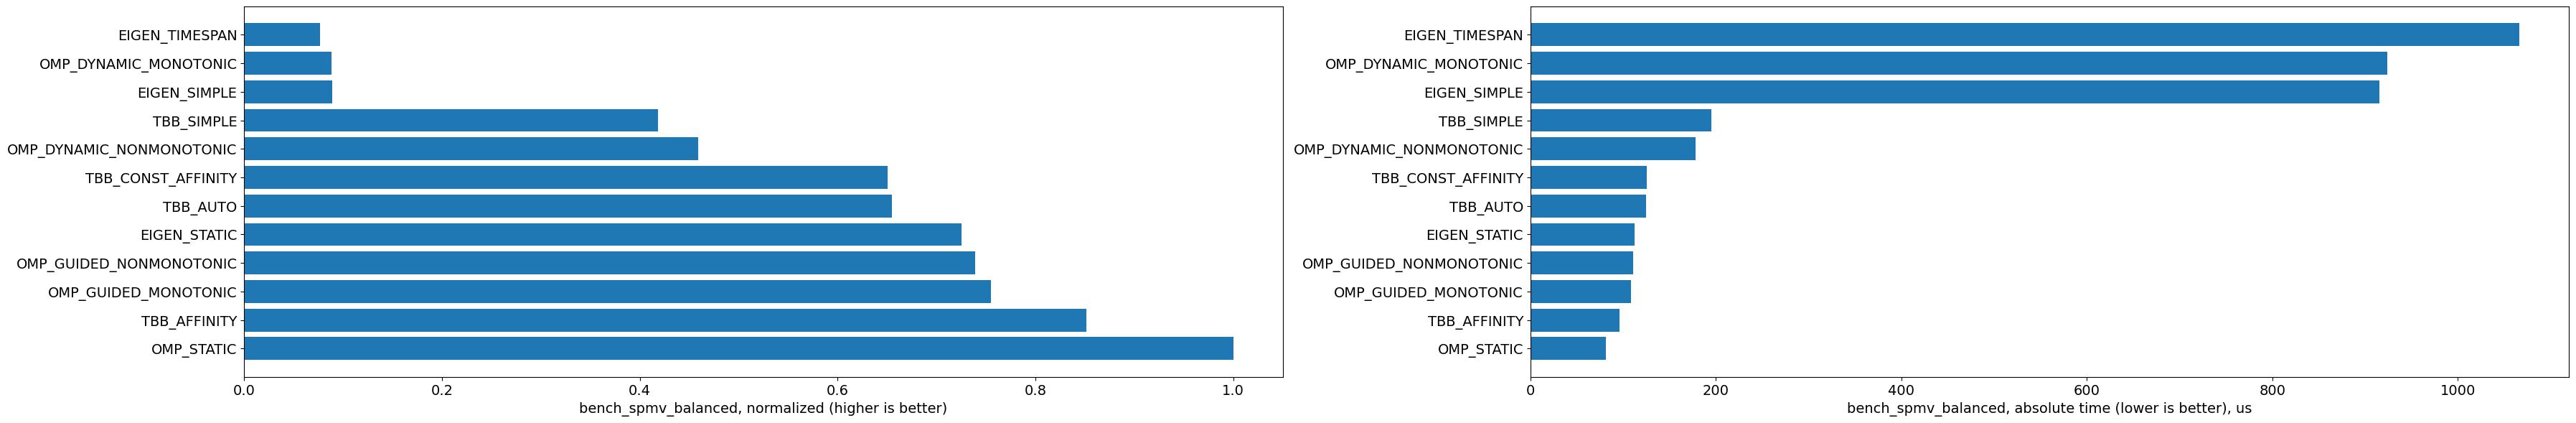 EIGEN_TIMESPAN
OMP_DYNAMIC_MONOTONIC
EIGEN_SIMPLE
TBB_SIMPLE
OMP_DYNAMIC_NONMONOTONIC
TBB_CONST_AFFINITY
TBB_AUTO
EIGEN_STATIC
OMP_GUIDED_NONMONOTONIC
OMP_GUIDED_MONOTONIC
TBB_AFFINITY
OMP_STATIC
0.0 0.2 0.4 0.6 0.8 1.0
bench_spmv_balanced, normalized (higher is better)
EIGEN_TIMESPAN
OMP_DYNAMIC_MONOTONIC
EIGEN_SIMPLE
TBB_SIMPLE
OMP_DYNAMIC_NONMONOTONIC
TBB_CONST_AFFINITY
TBB_AUTO
EIGEN_STATIC
OMP_GUIDED_NONMONOTONIC
OMP_GUIDED_MONOTONIC
TBB_AFFINITY
OMP_STATIC
0 200 400 600 800 1000
bench_spmv_balanced, absolute time (lower is better), us